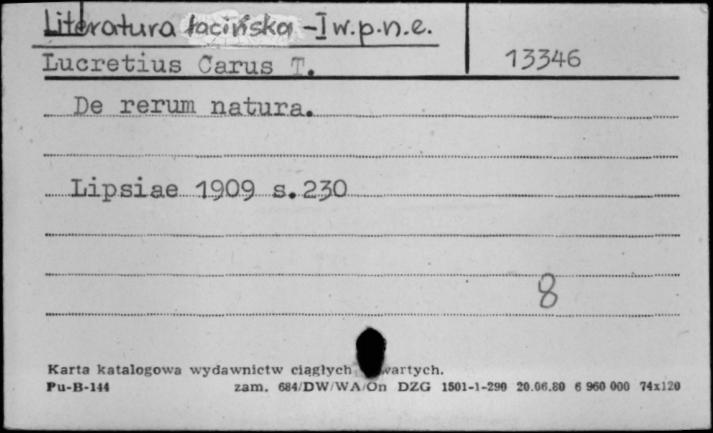 Literatura łacińska - I w.p.n.e.
Lucretius Carus T.
13346
De rerum natura.
Lipsiae 1909 s.230
8
Karta katalogowa wydawnictw ciągłych wartych.
Pu-B-144 zam. 684/DW/WA/On DZG 1501-1-290 20.06.80 6 960 000 74x120